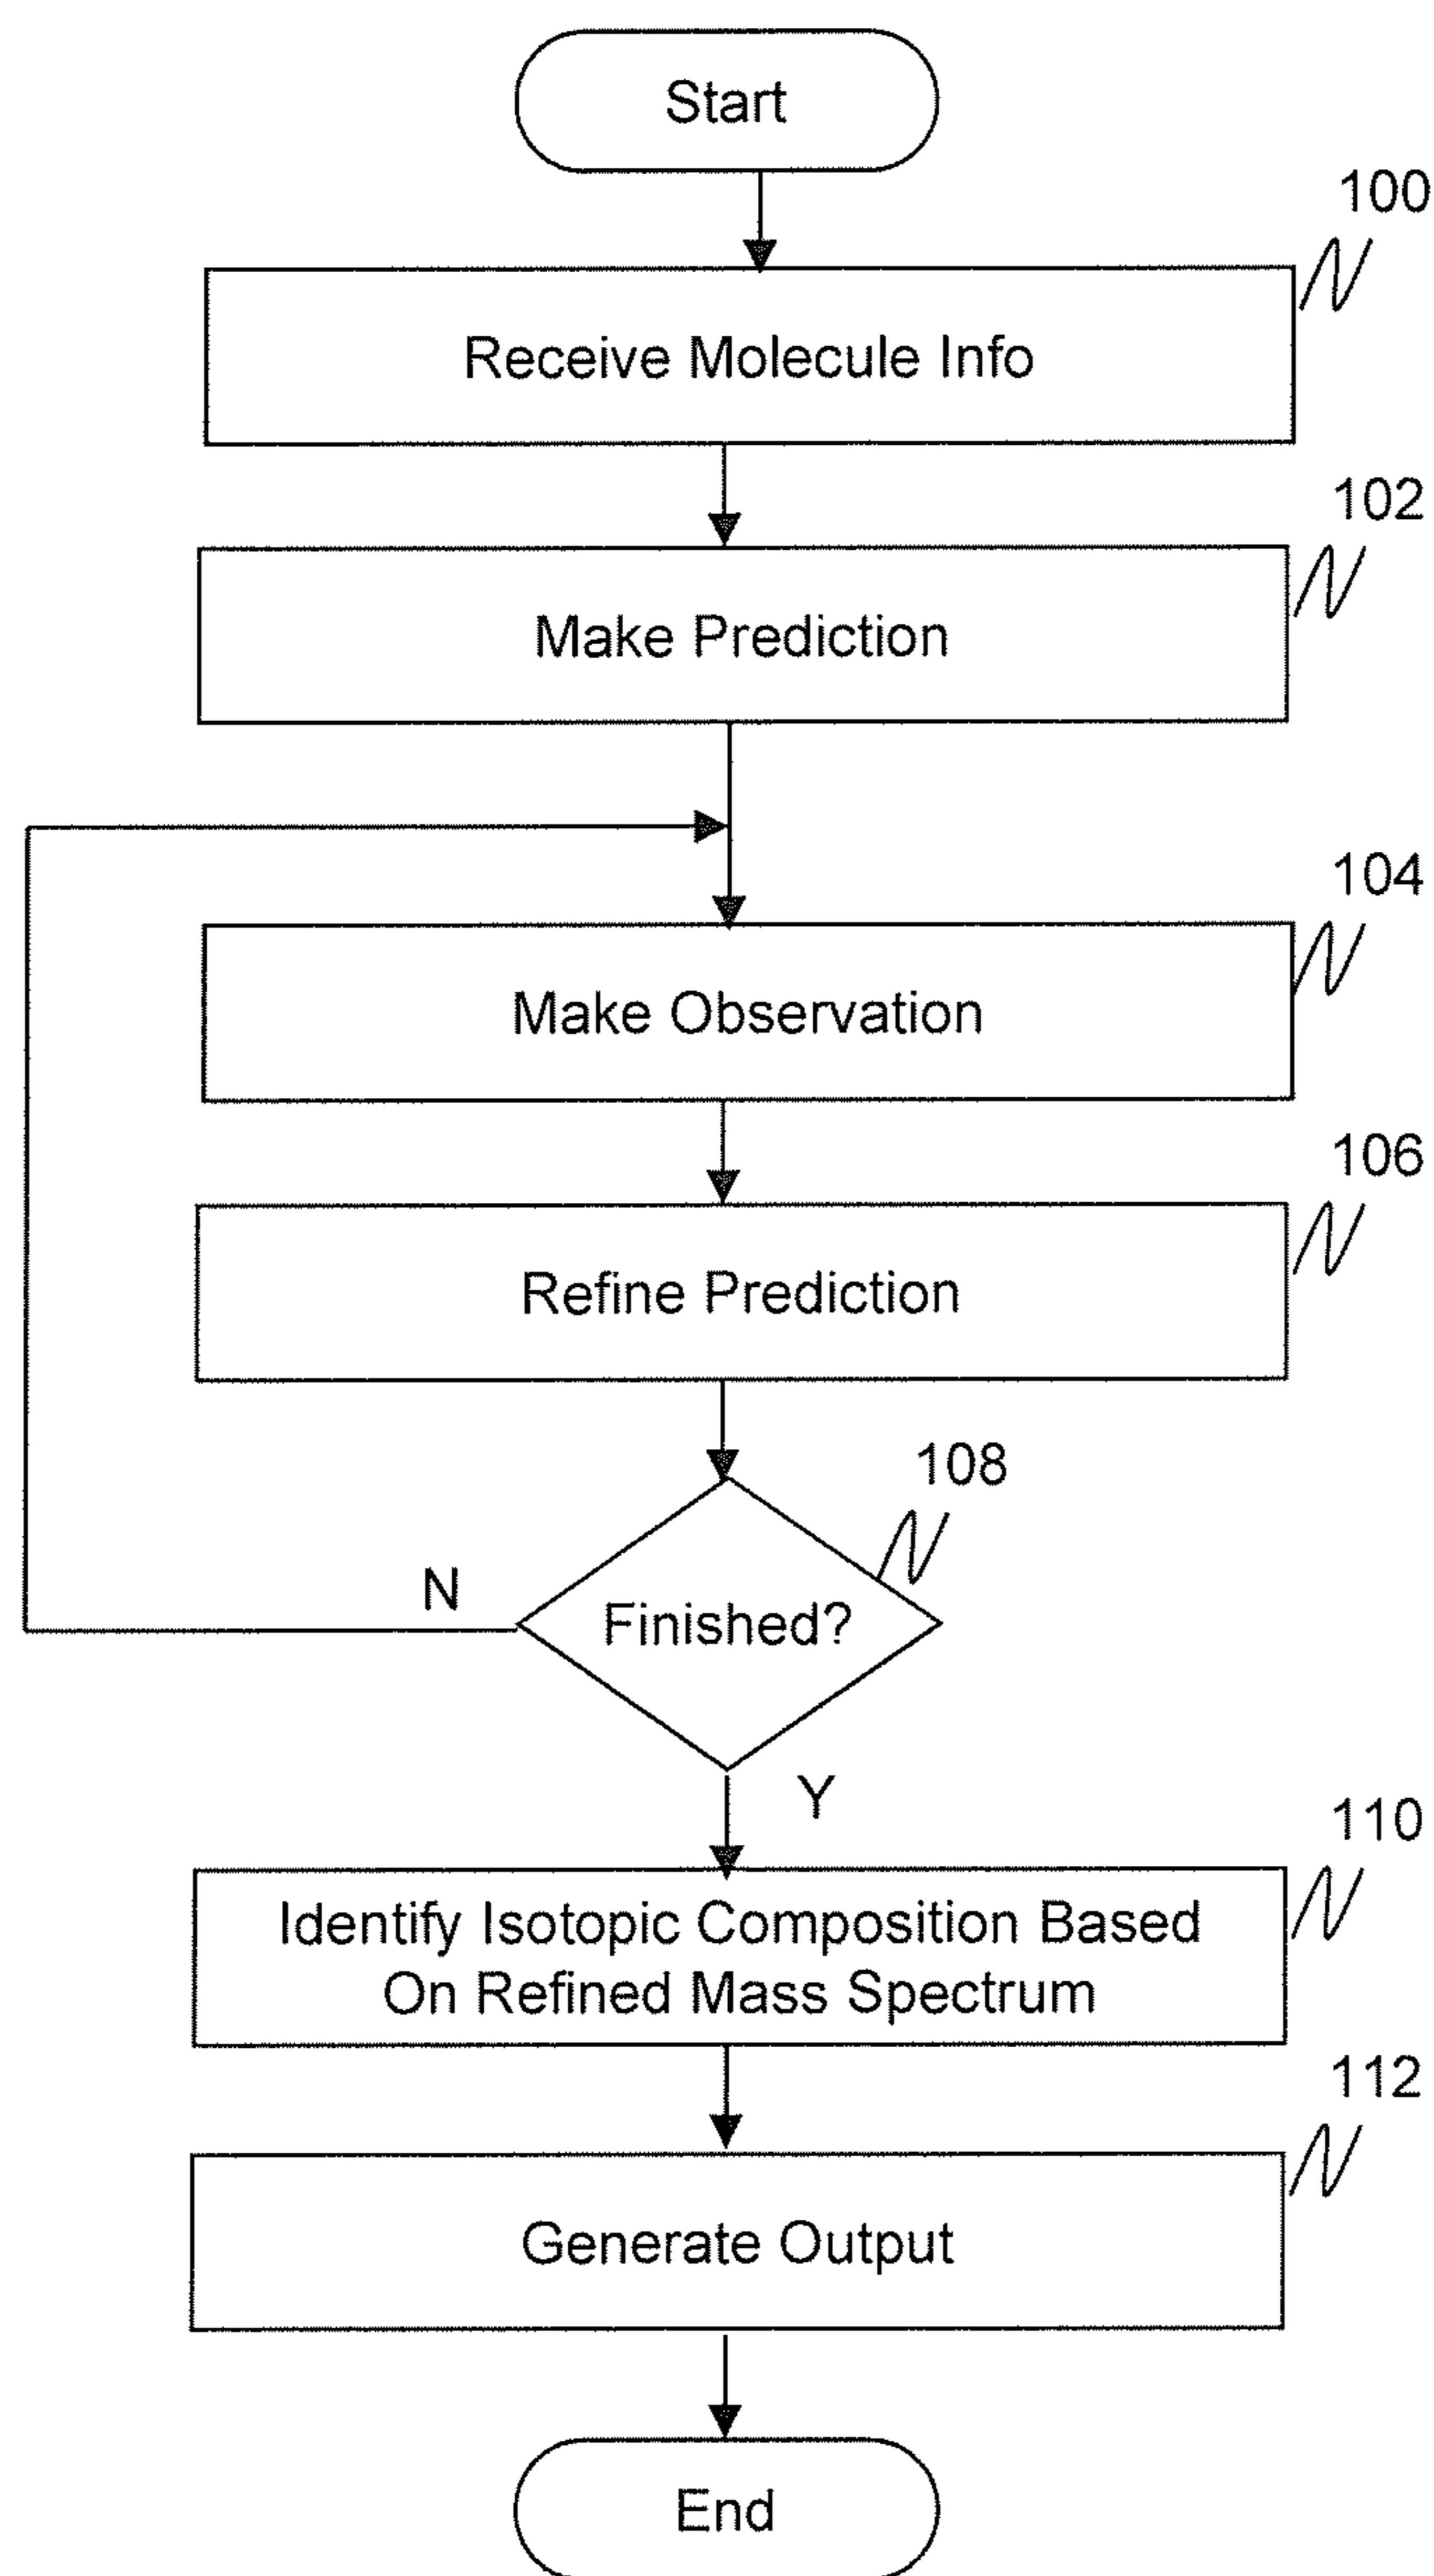 Start
100
Receive Molecule Info
102
Make Prediction
104
Make Observation
106
Refine Prediction
108
Finished?
N
Y
110
Identify Isotopic Composition Based
On Refined Mass Spectrum
112
Generate Output
End